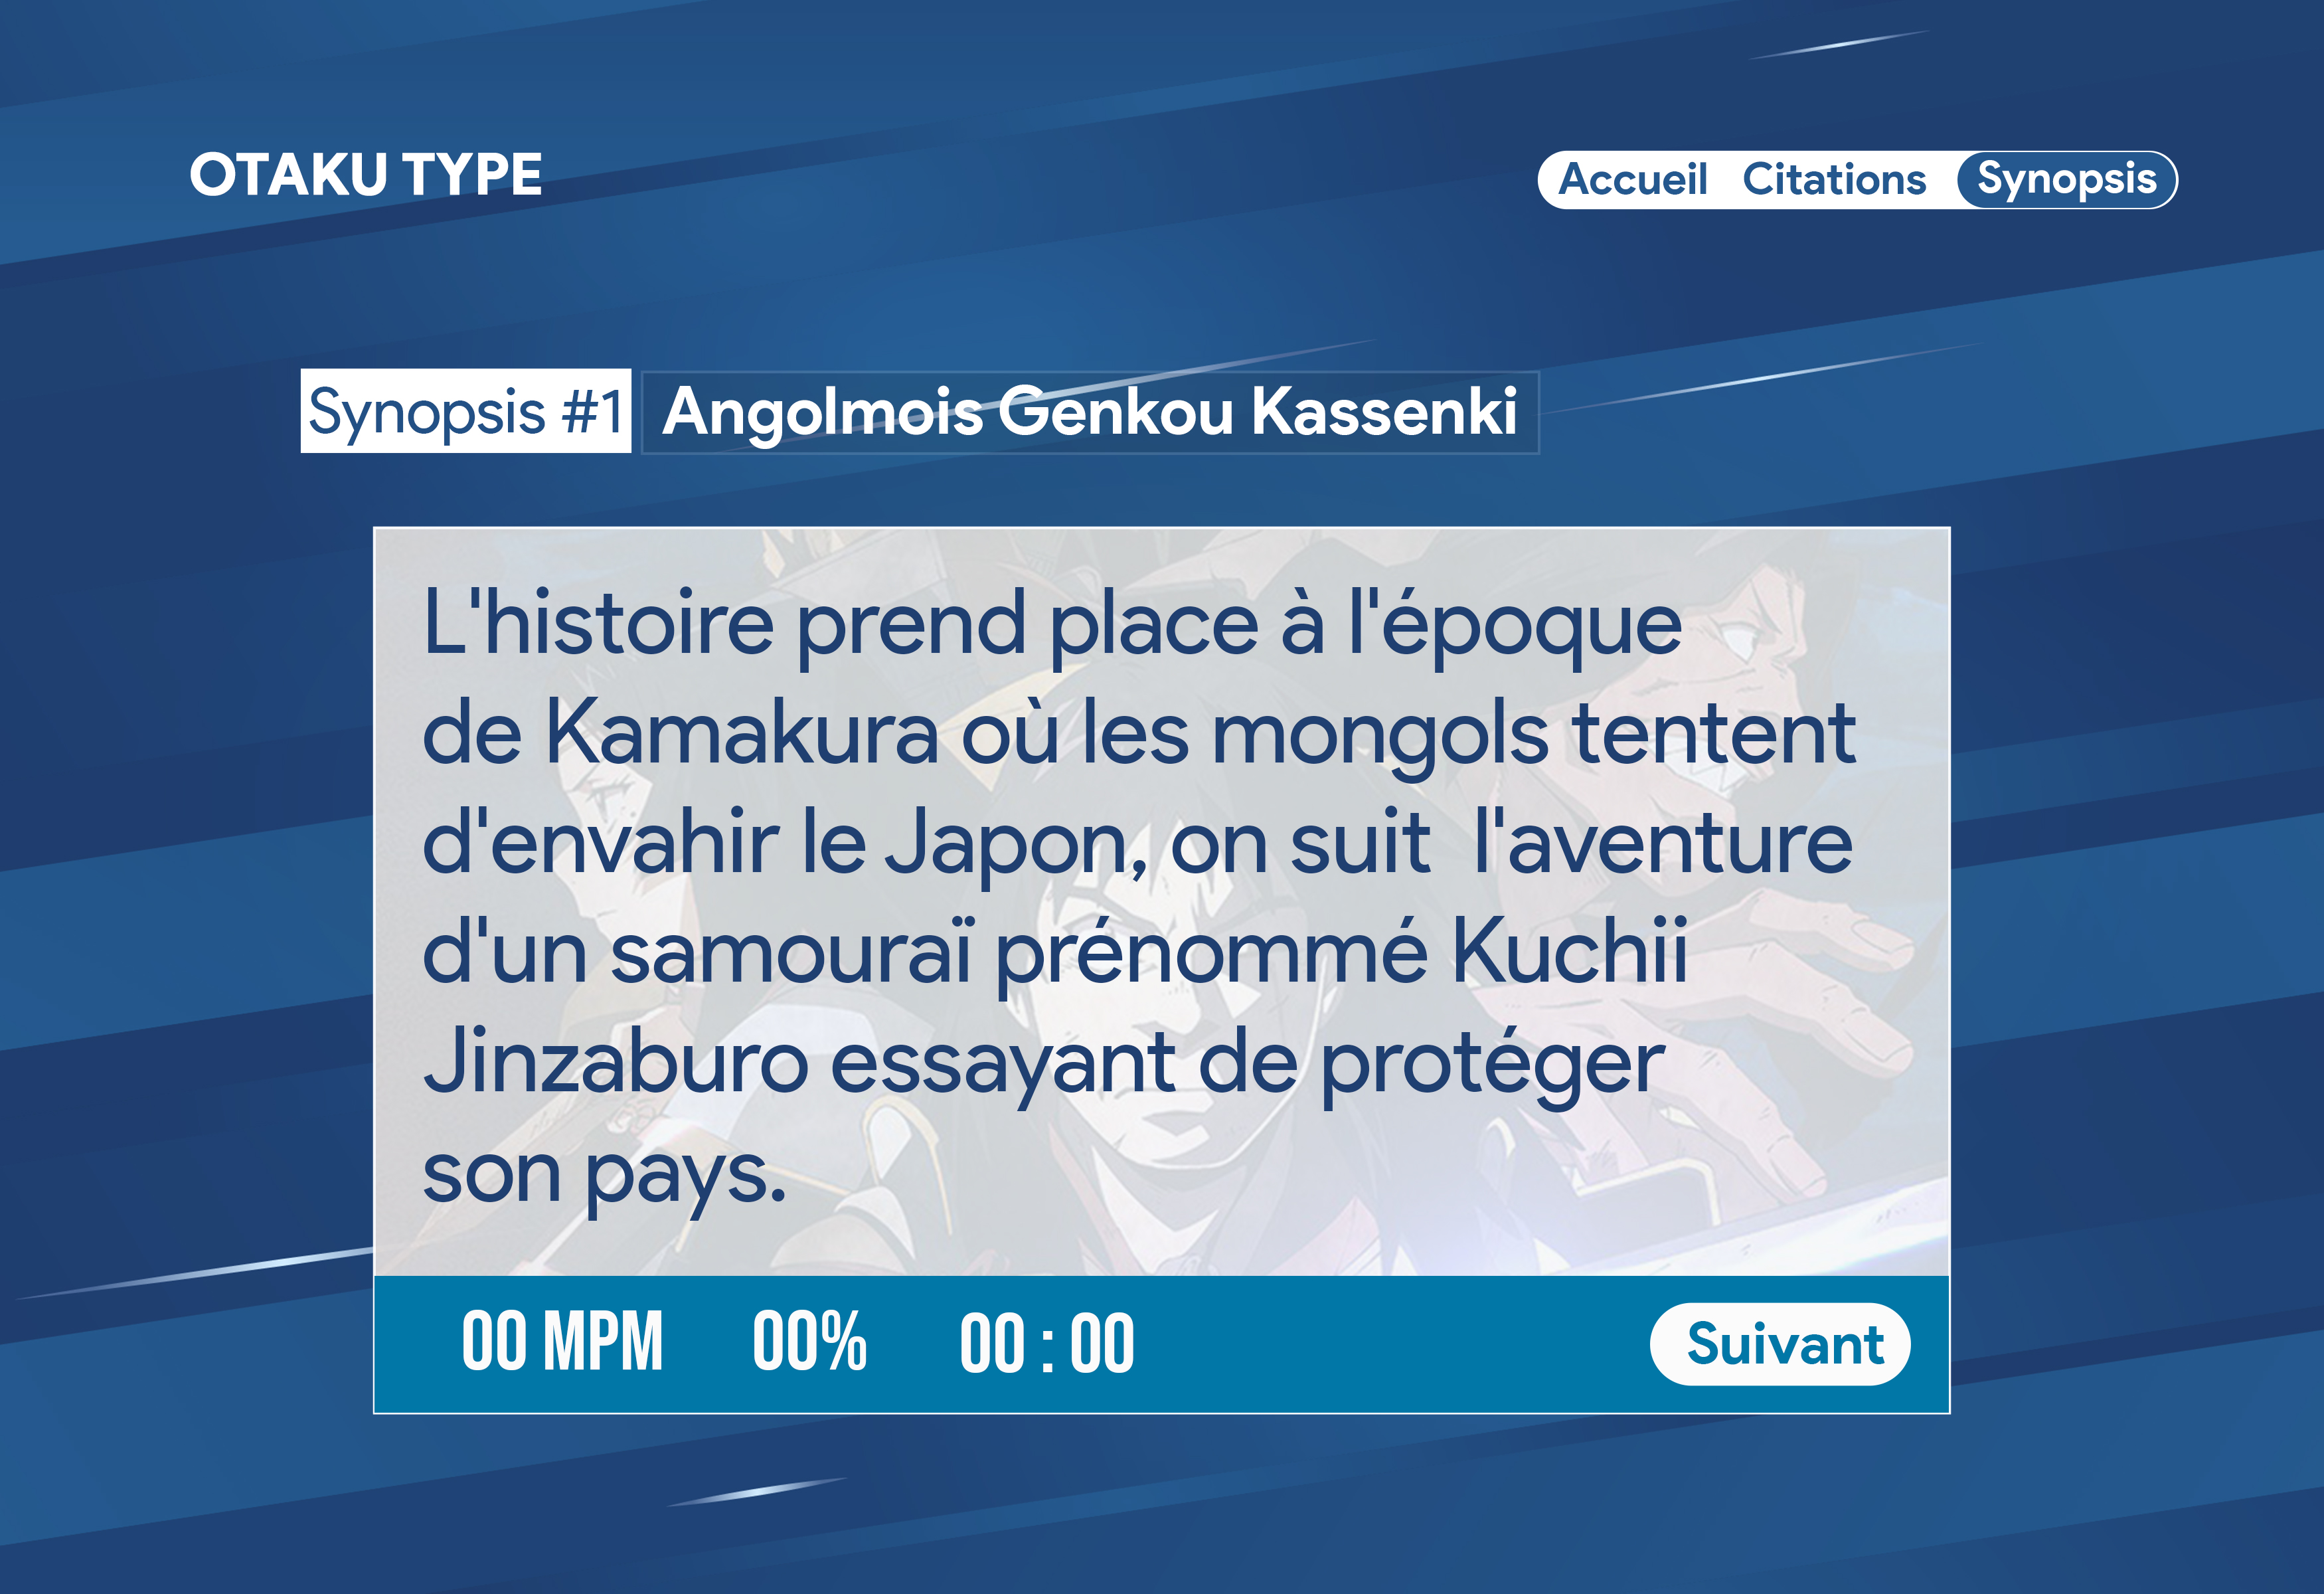 OTAKU TYPE
Accueil Citations Synopsis
Synopsis #1 Angolmois Genkou Kassenki
L'histoire prend place à l'époque
de Kamakura où les mongols tentent
d'envahir le Japon, on suit  l'aventure
d'un samouraï prénommé Kuchii
Jinzaburo essayant de protéger
son pays.
00 MPM 00% 00 : 00 Suivant